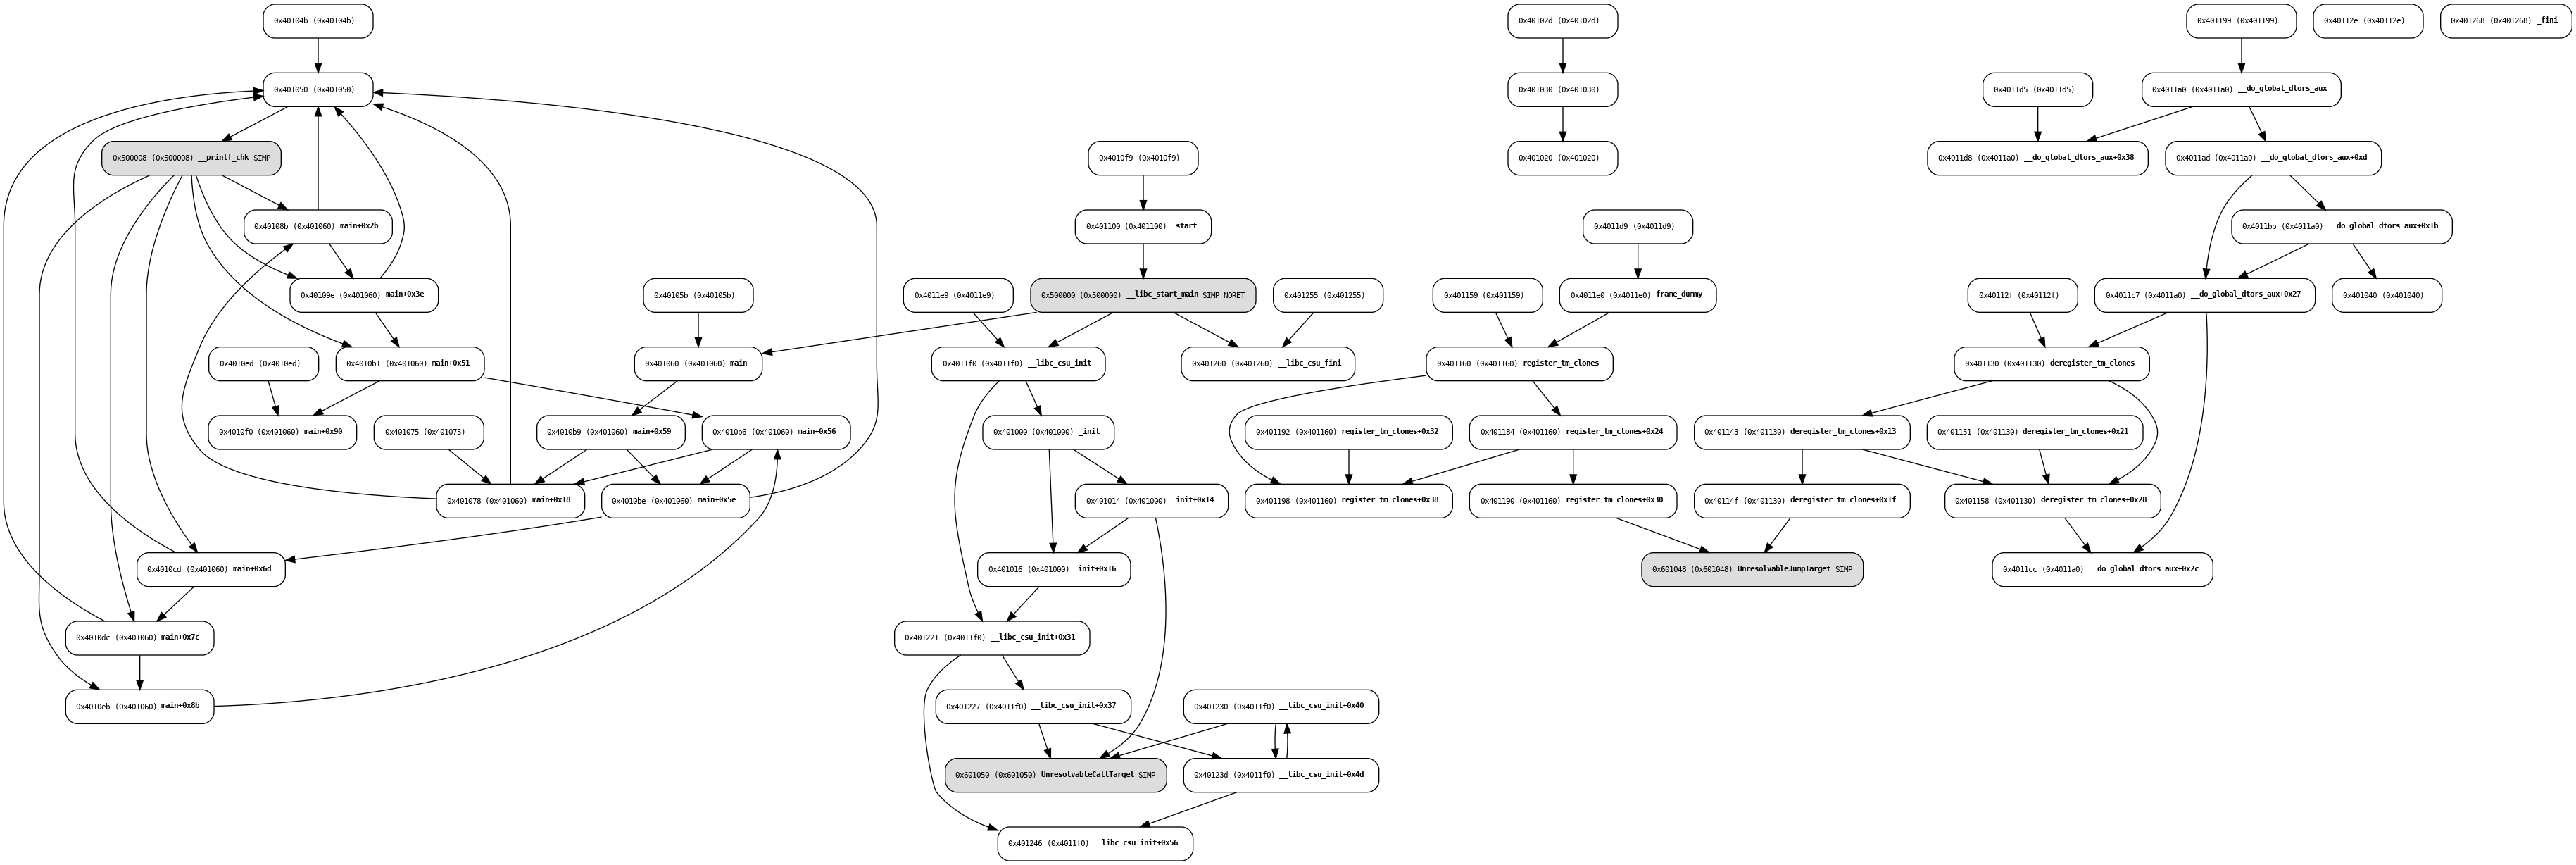 0x40104b (0x40104b)
0x40102d (0x40102d)
0x401199 (0x401199)
0x40112e (0x40112e)
0x401268 (0x401268) _fini
0x401050 (0x401050)
0x401030 (0x401030)
0x4011d5 (0x4011d5)
0x4011a0 (0x4011a0) __do_global_dtors_aux
0x500008 (0x500008) __printf_chk SIMP
0x4010f9 (0x4010f9)
0x401020 (0x401020)
0x4011d8 (0x4011a0) __do_global_dtors_aux+0x38
0x4011ad (0x4011a0) __do_global_dtors_aux+0xd
0x40108b (0x401060) main+0x2b
0x401100 (0x401100) _start
0x4011d9 (0x4011d9)
0x4011bb (0x4011a0) __do_global_dtors_aux+0x1b
0x40109e (0x401060) main+0x3e
0x40105b (0x40105b)
0x4011e9 (0x4011e9)
0x500000 (0x500000) __libc_start_main SIMP NORET
0x401255 (0x401255)
0x401159 (0x401159)
0x4011e0 (0x4011e0) frame_dummy
0x40112f (0x40112f)
0x4011c7 (0x4011a0) __do_global_dtors_aux+0x27
0x401040 (0x401040)
0x4010ed (0x4010ed)
0x4010b1 (0x401060) main+0x51
0x401060 (0x401060) main
0x4011f0 (0x4011f0) __libc_csu_init
0x401260 (0x401260) __libc_csu_fini
0x401160 (0x401160) register_tm_clones
0x401130 (0x401130) deregister_tm_clones
0x4010f0 (0x401060) main+0x90
0x401075 (0x401075)
0x4010b9 (0x401060) main+0x59
0x4010b6 (0x401060) main+0x56
0x401000 (0x401000) _init
0x401192 (0x401160) register_tm_clones+0x32
0x401184 (0x401160) register_tm_clones+0x24
0x401143 (0x401130) deregister_tm_clones+0x13
0x401151 (0x401130) deregister_tm_clones+0x21
0x401078 (0x401060) main+0x18
0x4010be (0x401060) main+0x5e
0x401014 (0x401000) _init+0x14
0x401198 (0x401160) register_tm_clones+0x38
0x401190 (0x401160) register_tm_clones+0x30
0x40114f (0x401130) deregister_tm_clones+0x1f
0x401158 (0x401130) deregister_tm_clones+0x28
0x4010cd (0x401060) main+0x6d
0x401016 (0x401000) _init+0x16
0x601048 (0x601048) UnresolvableJumpTarget SIMP
0x4011cc (0x4011a0) __do_global_dtors_aux+0x2c
0x4010dc (0x401060) main+0x7c
0x401221 (0x4011f0) __libc_csu_init+0x31
0x4010eb (0x401060) main+0x8b
0x401227 (0x4011f0) __libc_csu_init+0x37
0x401230 (0x4011f0) __libc_csu_init+0x40
0x601050 (0x601050) UnresolvableCallTarget SIMP
0x40123d (0x4011f0) __libc_csu_init+0x4d
0x401246 (0x4011f0) __libc_csu_init+0x56